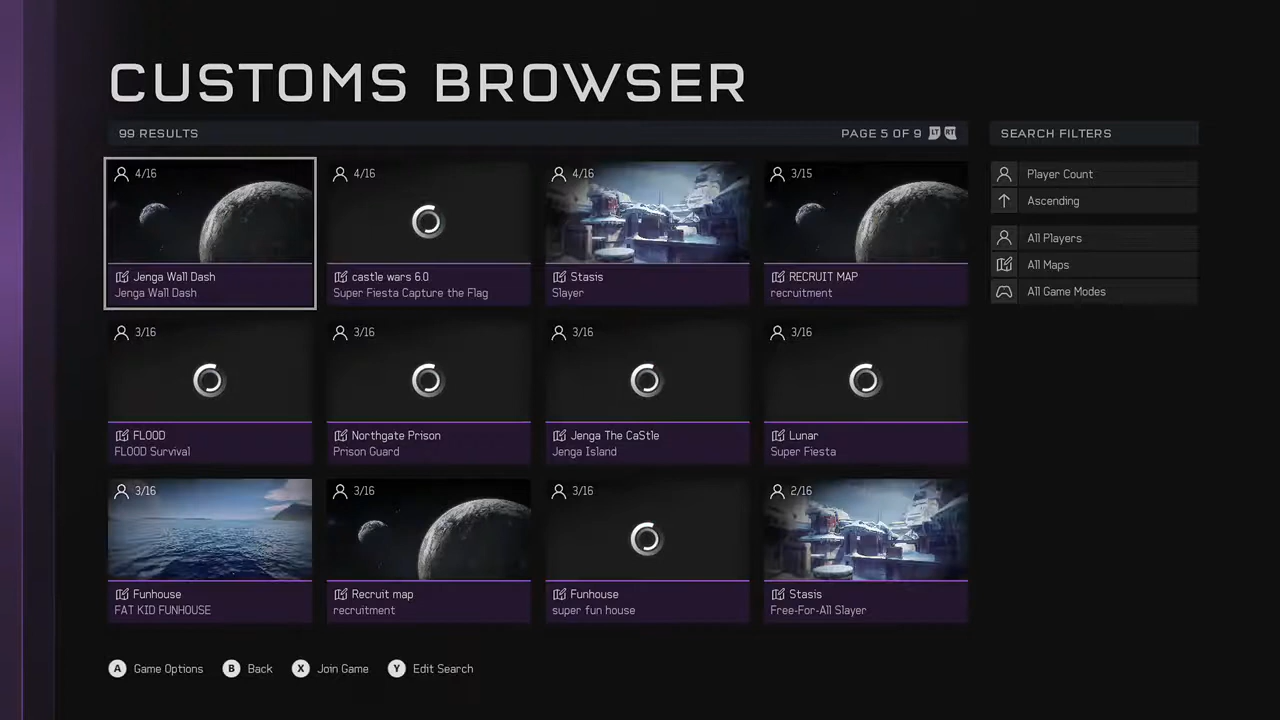 CUSTOMS BROWSER
99 RESULTS
PAGE 5 OF 9 LT RT
SEARCH FILTERS
4/16
Jenga Wall Dash
Jenga Wall Dash
4/16
castle wars 6.0
Super Fiesta Capture the Flag
4/16
Stasis
Slayer
3/15
RECRUIT MAP
recruitment
Player Count
Ascending
All Players
All Maps
All Game Modes
3/16
FLOOD
FLOOD Survival
3/16
Northgate Prison
Prison Guard
3/16
Jenga The CaStle
Jenga Island
3/16
Lunar
Super Fiesta
3/16
Funhouse
FAT KID FUNHOUSE
3/16
Recruit map
recruitment
3/16
Funhouse
super fun house
2/16
Stasis
Free-For-All Slayer
A Game Options B Back X Join Game Y Edit Search